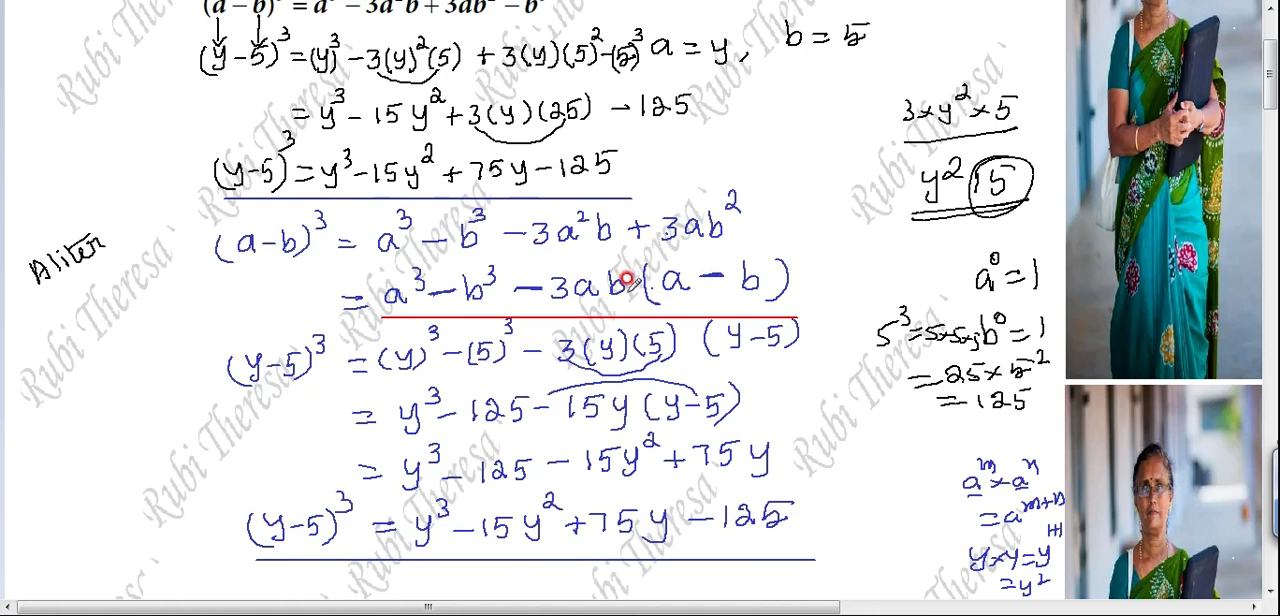 (a − b)³ = a³ − 3a²b + 3ab² − b³
(y−5)³ = (y)³ − 3(y)²(5) + 3(y)(5)² − (5)³ a = y, b = 5
= y³ − 15y² + 3(y)(25) − 125
(y−5)³ = y³ − 15y² + 75y − 125
3×y²×5
y² 15
Aliter
(a−b)³ = a³ − b³ − 3a²b + 3ab²
= a³ − b³ − 3ab (a − b)
(y−5)³ = (y)³ − (5)³ − 3(y)(5) (y−5)
= y³ − 125 − 15y (y−5)
= y³ − 125 − 15y² + 75y
(y−5)³ = y³ − 15y² + 75y − 125
a⁰ = 1
b⁰ = 1
5³ = 5×5×5
= 25×5
= 125
aᵐ × aⁿ
= aᵐ⁺ⁿ
y×y = y¹⁺¹
= y²
Rubi Theresa